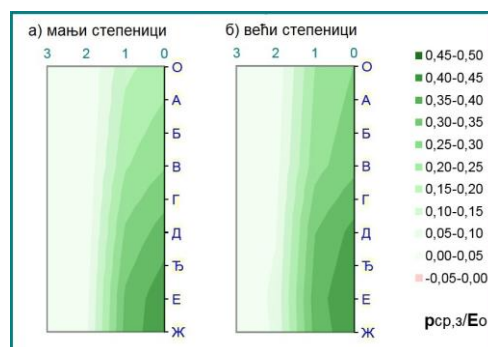 а) мањи степеници
б) већи степеници
3 2 1 0
3 2 1 0
О
А
Б
В
Г
Д
Ђ
Е
Ж
О
А
Б
В
Г
Д
Ђ
Е
Ж
0,45-0,50
0,40-0,45
0,35-0,40
0,30-0,35
0,25-0,30
0,20-0,25
0,15-0,20
0,10-0,15
0,05-0,10
0,00-0,05
-0,05-0,00
pср,з/Eо